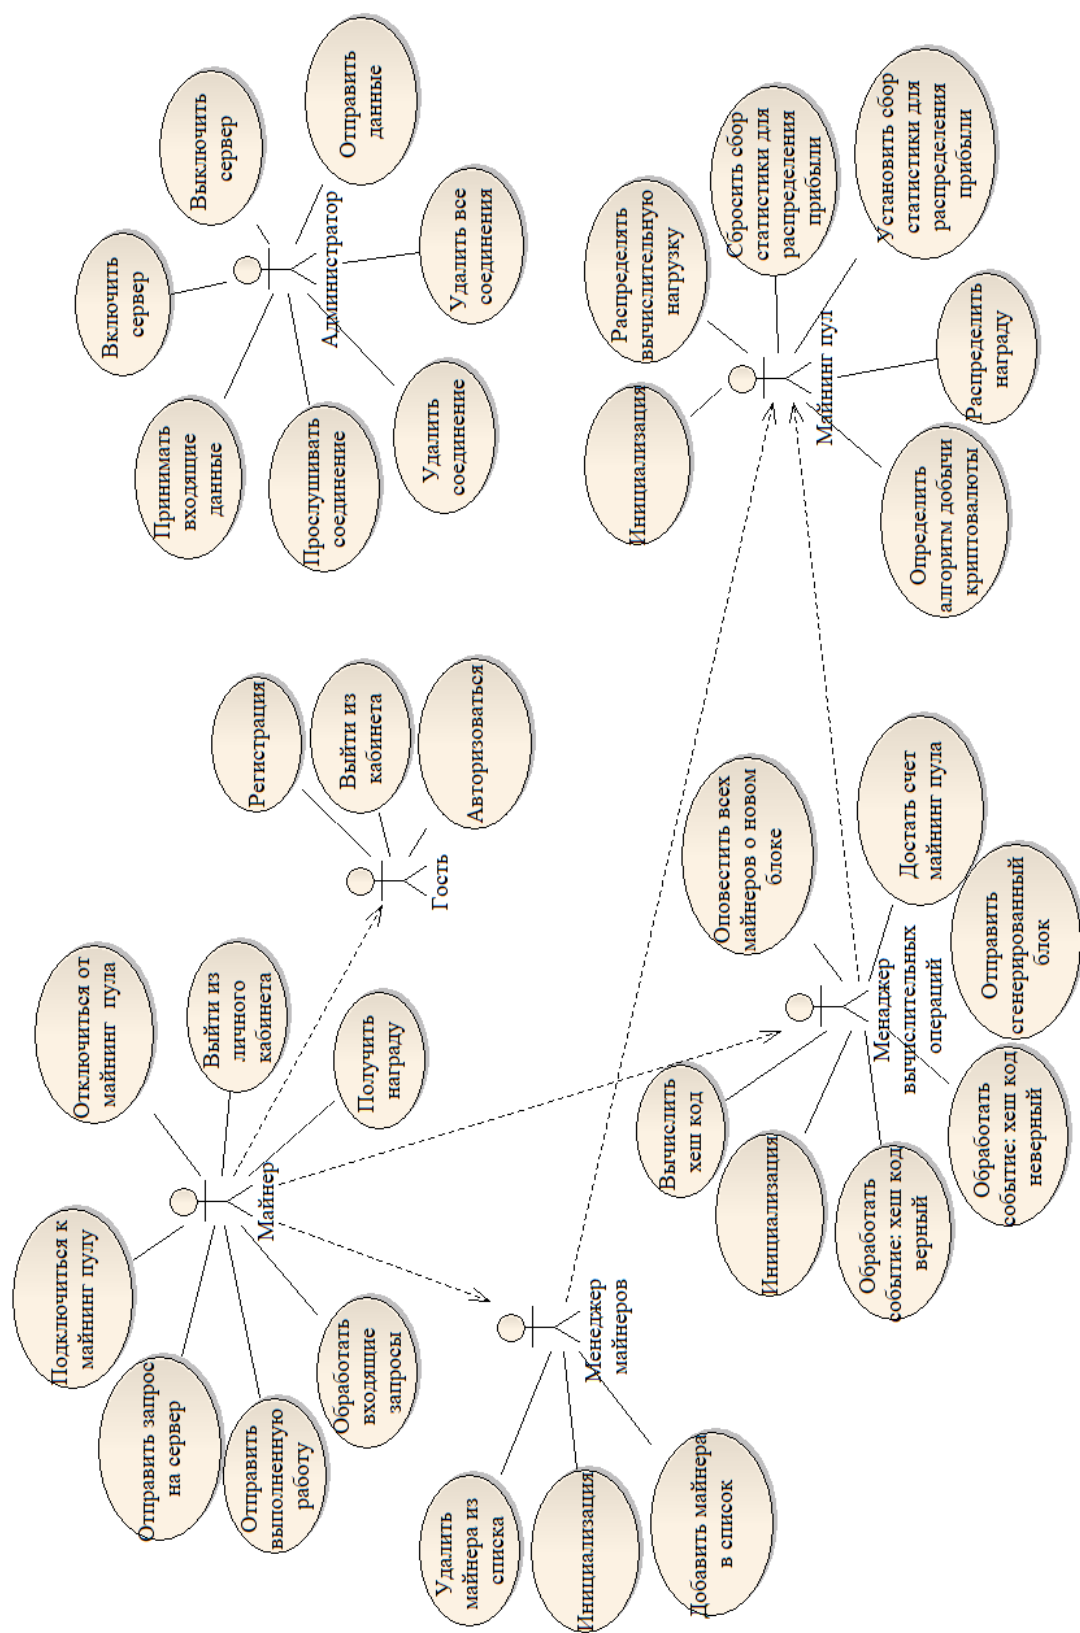 Подключиться к
майнинг пулу
Отключиться от
майнинг пула
Отправить запрос
на сервер
Выйти из
личного
кабинета
Отправить
выполненную
работу
Майнер
Получить
награду
Обработать
входящие
запросы
Регистрация
Выйти из
кабинета
Авторизоваться
Гость
Включить
сервер
Выключить
сервер
Принимать
входящие
данные
Отправить
данные
Прослушивать
соединение
Администратор
Удалить
соединение
Удалить все
соединения
Удалить
майнера из
списка
Инициализация
Менеджер
майнеров
Добавить майнера
в список
Вычислить
хеш код
Оповестить всех
майнеров о новом
блоке
Инициализация
Обработать
событие: хеш код
верный
Менаджер
вычислительных
операций
Достать счет
майнинг пула
Обработать
событие: хеш код
неверный
Отправить
сгенерированный
блок
Инициализация
Распределять
вычислительную
нагрузку
Сбросить сбор
статистики для
распределения
прибыли
Майнинг пул
Установить сбор
статистики для
распределения
прибыли
Определить
алгоритм добычи
криптовалюты
Распределить
награду